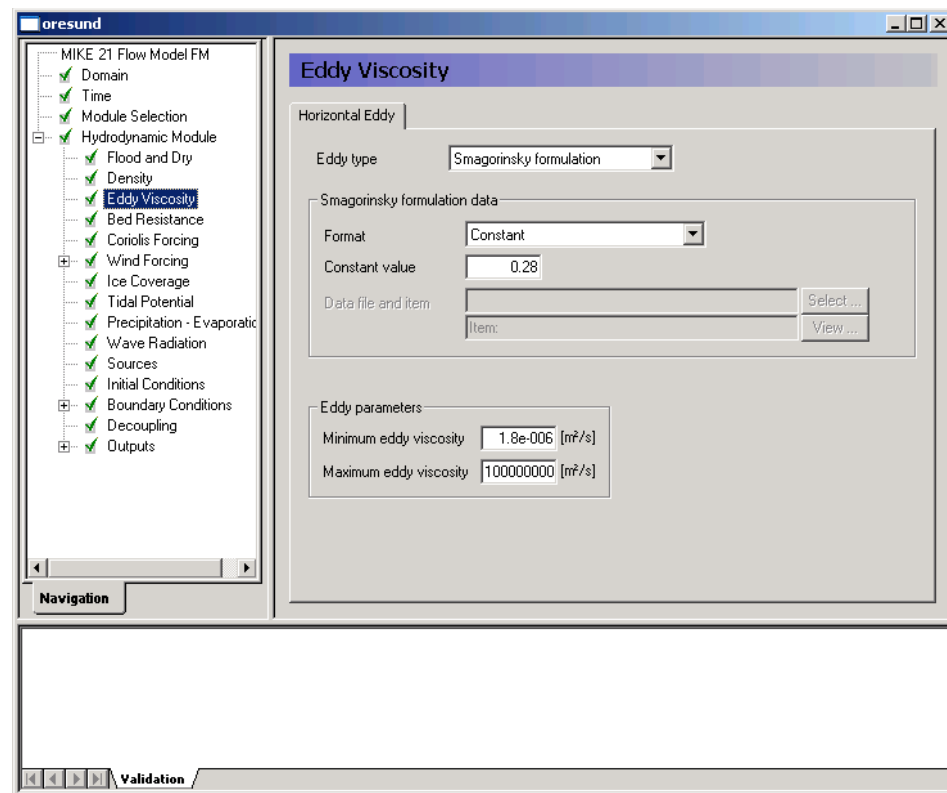 oresund
MIKE 21 Flow Model FM
Domain
Time
Module Selection
Hydrodynamic Module
Flood and Dry
Density
Eddy Viscosity
Bed Resistance
Coriolis Forcing
Wind Forcing
Ice Coverage
Tidal Potential
Precipitation - Evaporatic
Wave Radiation
Sources
Initial Conditions
Boundary Conditions
Decoupling
Outputs
Navigation
Eddy Viscosity
Horizontal Eddy
Eddy type Smagorinsky formulation
Smagorinsky formulation data
Format Constant
Constant value 0.28
Data file and item Select ...
Item: View ...
Eddy parameters
Minimum eddy viscosity 1.8e-006 [m²/s]
Maximum eddy viscosity 100000000 [m²/s]
Validation